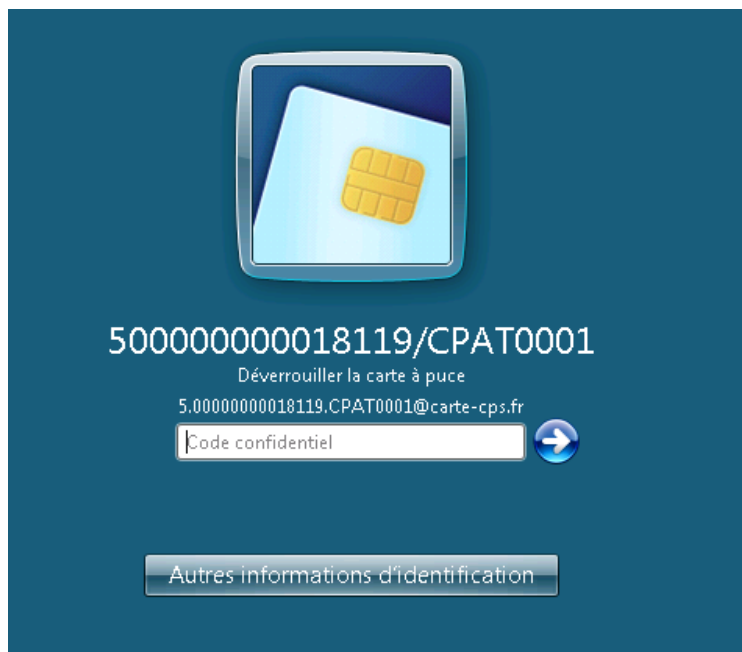 500000000018119/CPAT0001
Déverrouiller la carte à puce
5.00000000018119.CPAT0001@carte-cps.fr
Code confidentiel
Autres informations d'identification